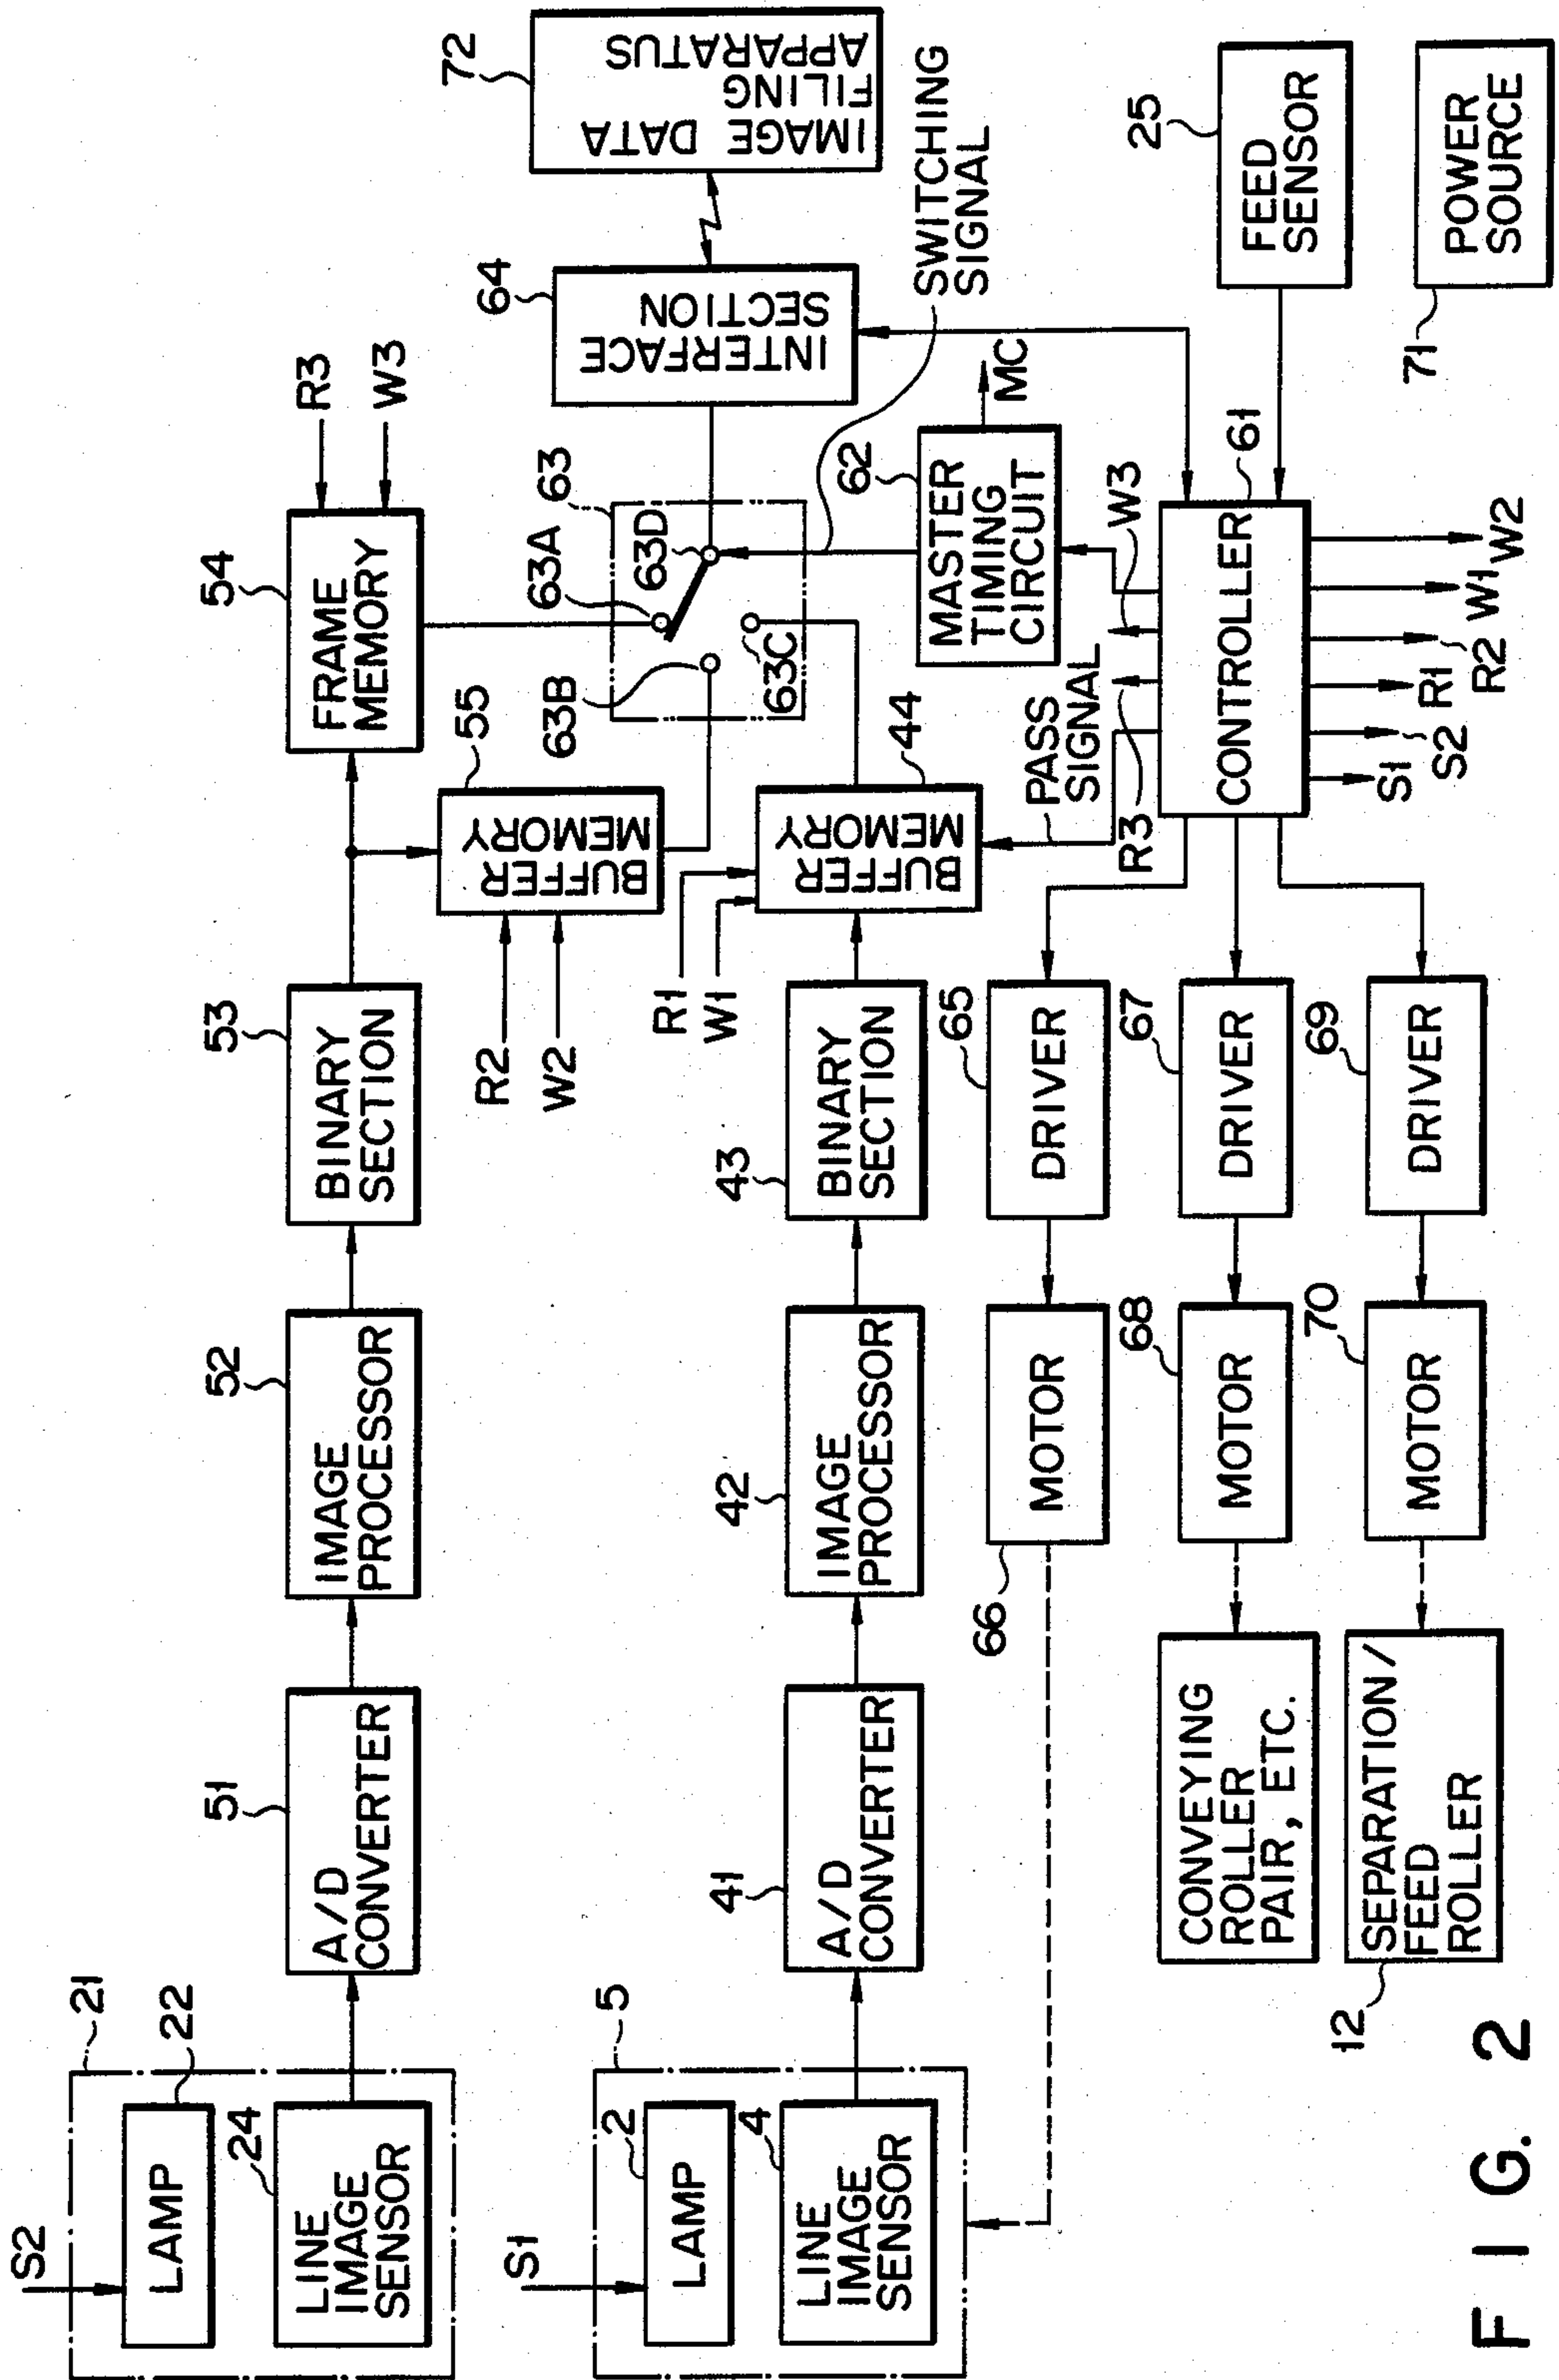 S2
21
LAMP
22
24
LINE
IMAGE
SENSOR
51
A/D
CONVERTER
52
IMAGE
PROCESSOR
53
BINARY
SECTION
54
FRAME
MEMORY
R3
W3
R2
W2
55
BUFFER
MEMORY
63
63A
63B
63C
63D
64
INTERFACE
SECTION
72
IMAGE DATA
FILING
APPARATUS
S1
5
2
LAMP
4
LINE
IMAGE
SENSOR
41
A/D
CONVERTER
42
IMAGE
PROCESSOR
43
BINARY
SECTION
R1
W1
44
BUFFER
MEMORY
SWITCHING
SIGNAL
62
MASTER
TIMING
CIRCUIT
MC
PASS
SIGNAL
R3
W3
66
MOTOR
65
DRIVER
61
CONTROLLER
25
FEED
SENSOR
CONVEYING
ROLLER
PAIR, ETC.
68
MOTOR
67
DRIVER
S1
S2
R1
R2
W1
W2
12
SEPARATION/
FEED
ROLLER
70
MOTOR
69
DRIVER
71
POWER
SOURCE
FIG. 2